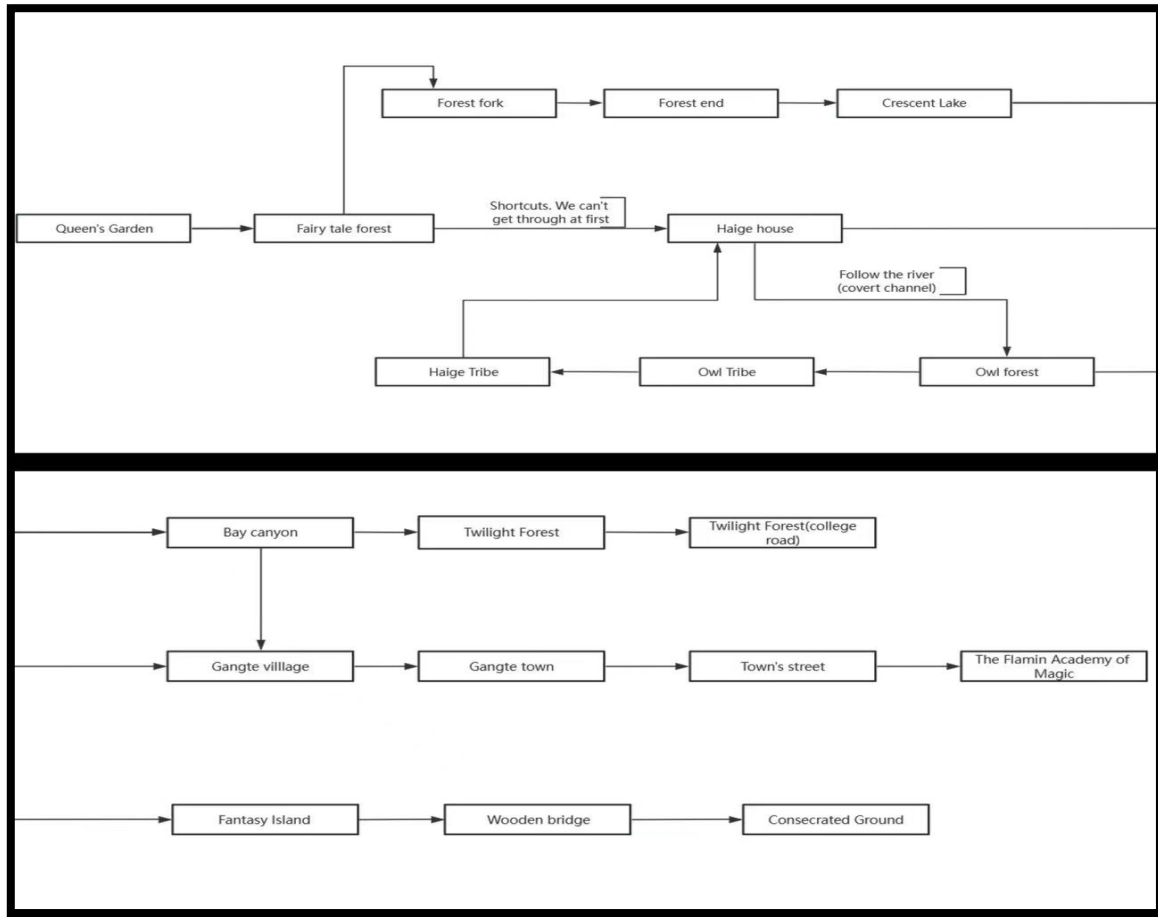 Forest fork
Forest end
Crescent Lake
Shortcuts. We can't
get through at first
Queen's Garden
Fairy tale forest
Haige house
Follow the river
(covert channel)
Haige Tribe
Owl Tribe
Owl forest
Bay canyon
Twilight Forest
Twilight Forest(college
road)
Gangte villlage
Gangte town
Town's street
The Flamin Academy of
Magic
Fantasy Island
Wooden bridge
Consecrated Ground